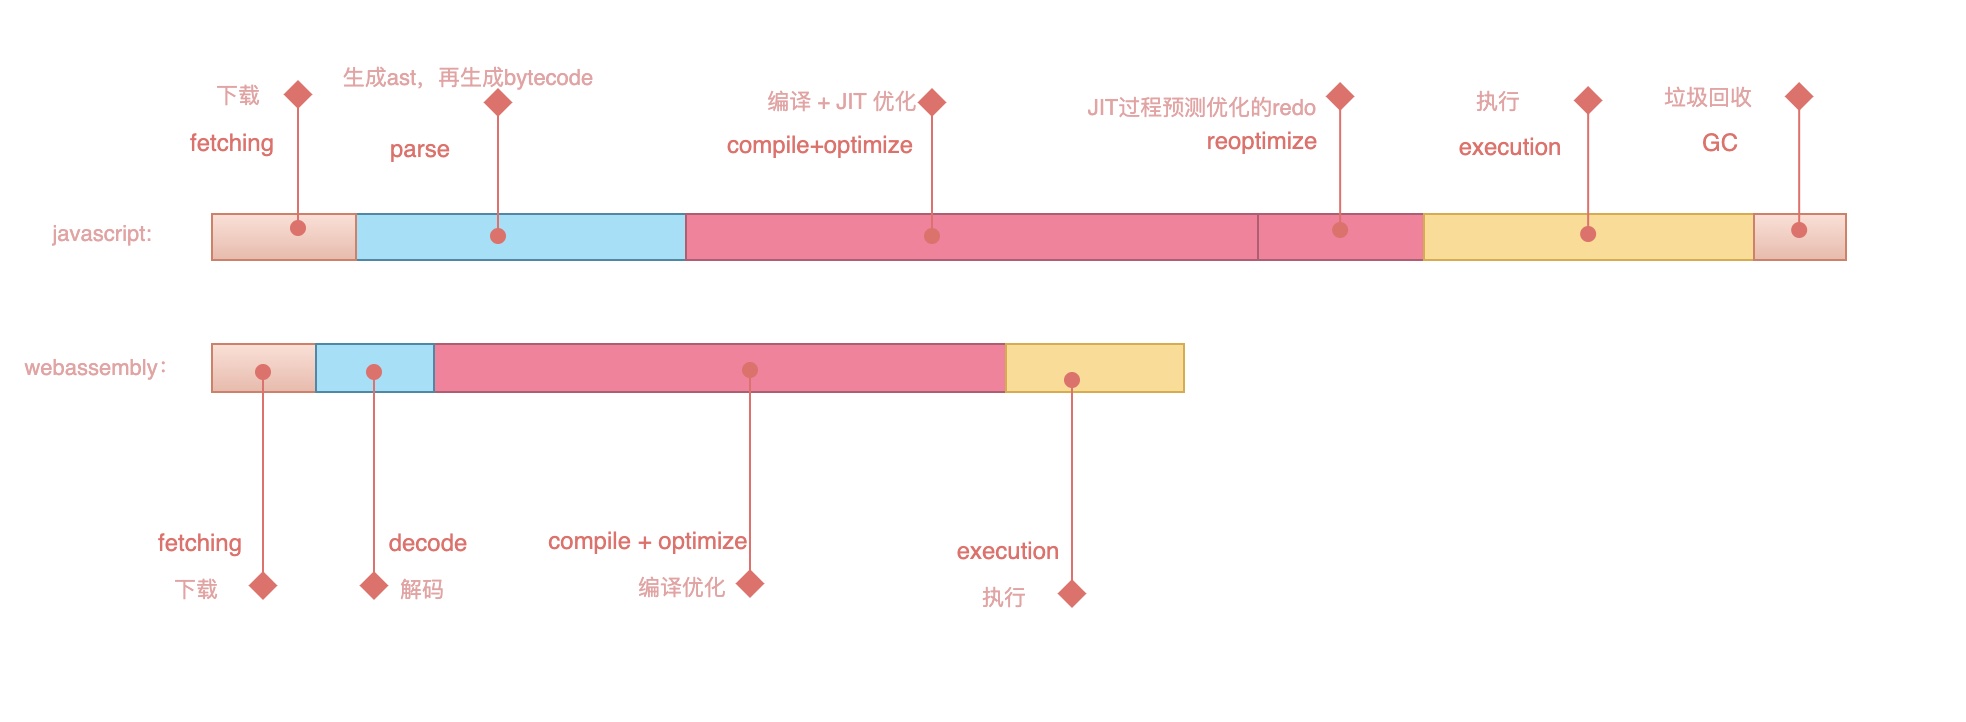 下载
fetching
生成ast，再生成bytecode
parse
编译 + JIT 优化
compile+optimize
JIT过程预测优化的redo
reoptimize
执行
execution
垃圾回收
GC
javascript:
webassembly：
fetching
下载
decode
解码
compile + optimize
编译优化
execution
执行